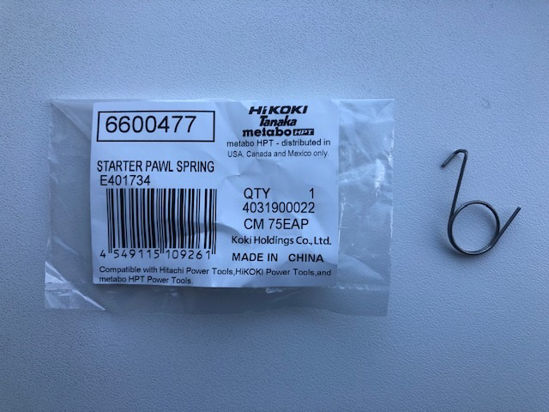 6600477
HiKOKI
Tanaka
metabo HPT
metabo HPT - distributed in
USA, Canada and Mexico only.
STARTER PAWL SPRING
E401734
QTY 1
4031900022
CM 75EAP
4 549115 109261
Koki Holdings Co., Ltd.
MADE IN CHINA
Compatible with Hitachi Power Tools,HiKOKI Power Tools,and
metabo HPT Power Tools.